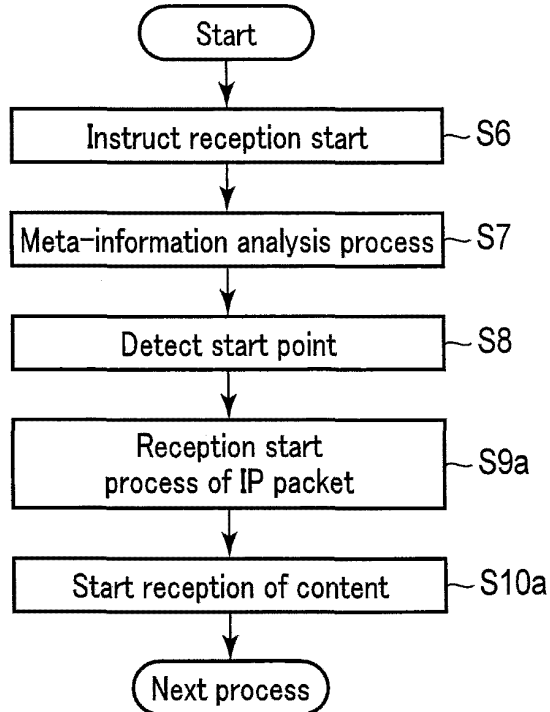 Start
Instruct reception start
S6
Meta-information analysis process
S7
Detect start point
S8
Reception start
process of IP packet
S9a
Start reception of content
S10a
Next process